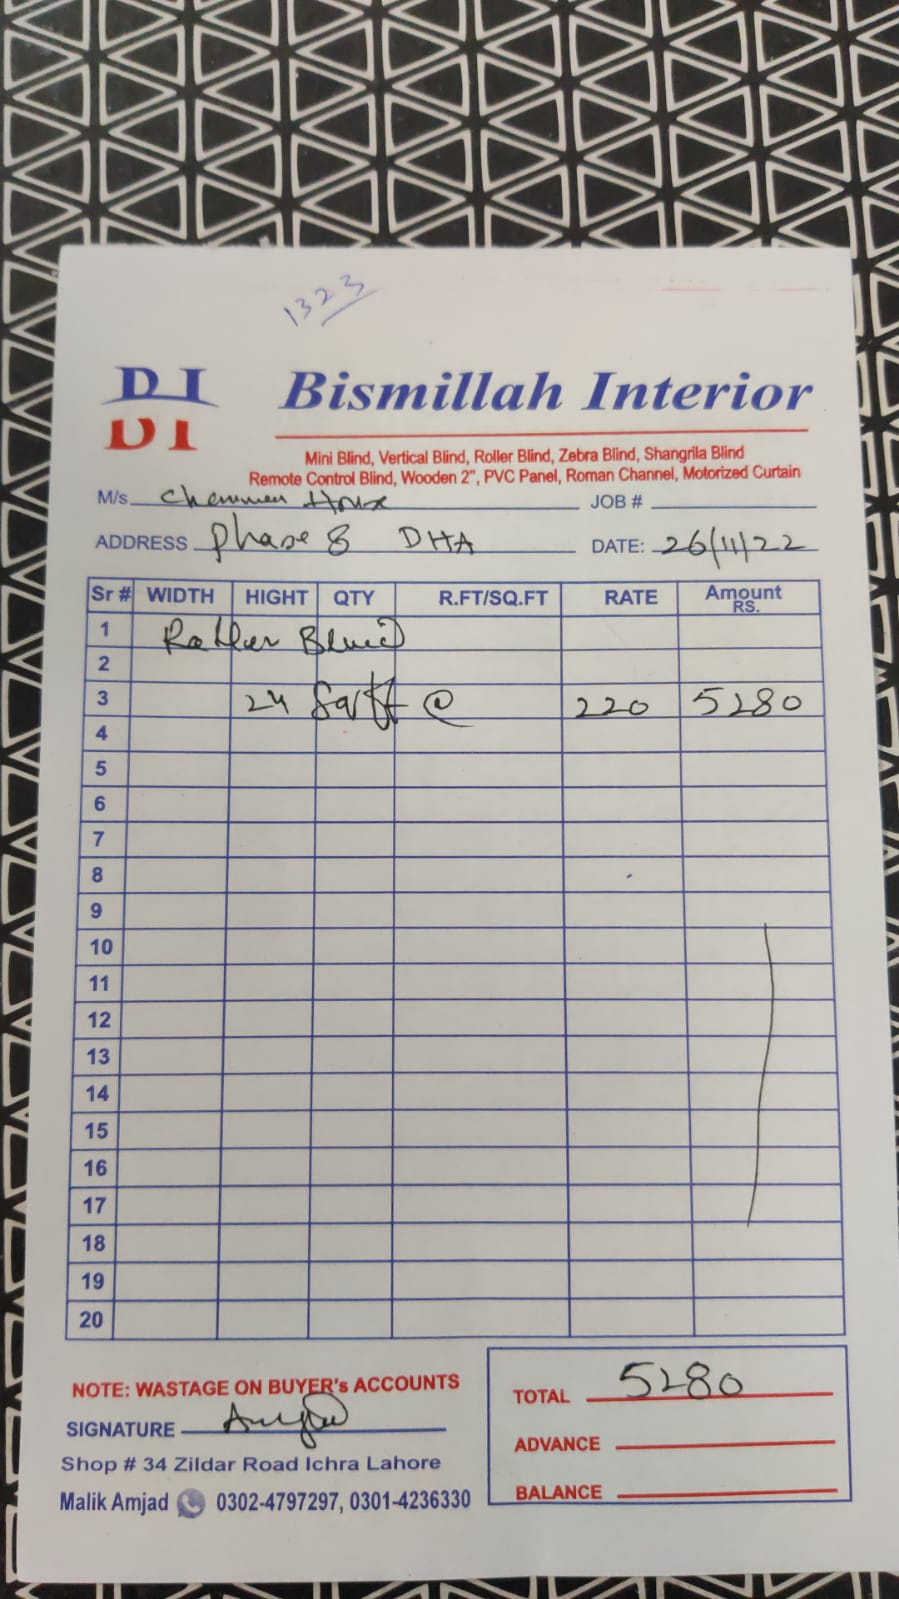 1323
BI
BI
Bismillah Interior
Mini Blind, Vertical Blind, Roller Blind, Zebra Blind, Shangrila Blind
Remote Control Blind, Wooden 2", PVC Panel, Roman Channel, Motorized Curtain
M/s. House JOB #
ADDRESS Phase 8 DHA DATE: 26/11/22
Sr # WIDTH HIGHT QTY R.FT/SQ.FT RATE Amount RS.
1 Blind
2
3 24 Sqft @ 220 5280
4
5
6
7
8
9
10
11
12
13
14
15
16
17
18
19
20
NOTE: WASTAGE ON BUYER's ACCOUNTS
SIGNATURE Amjad
Shop # 34 Zildar Road Ichra Lahore
Malik Amjad 0302-4797297, 0301-4236330
TOTAL 5280
ADVANCE
BALANCE